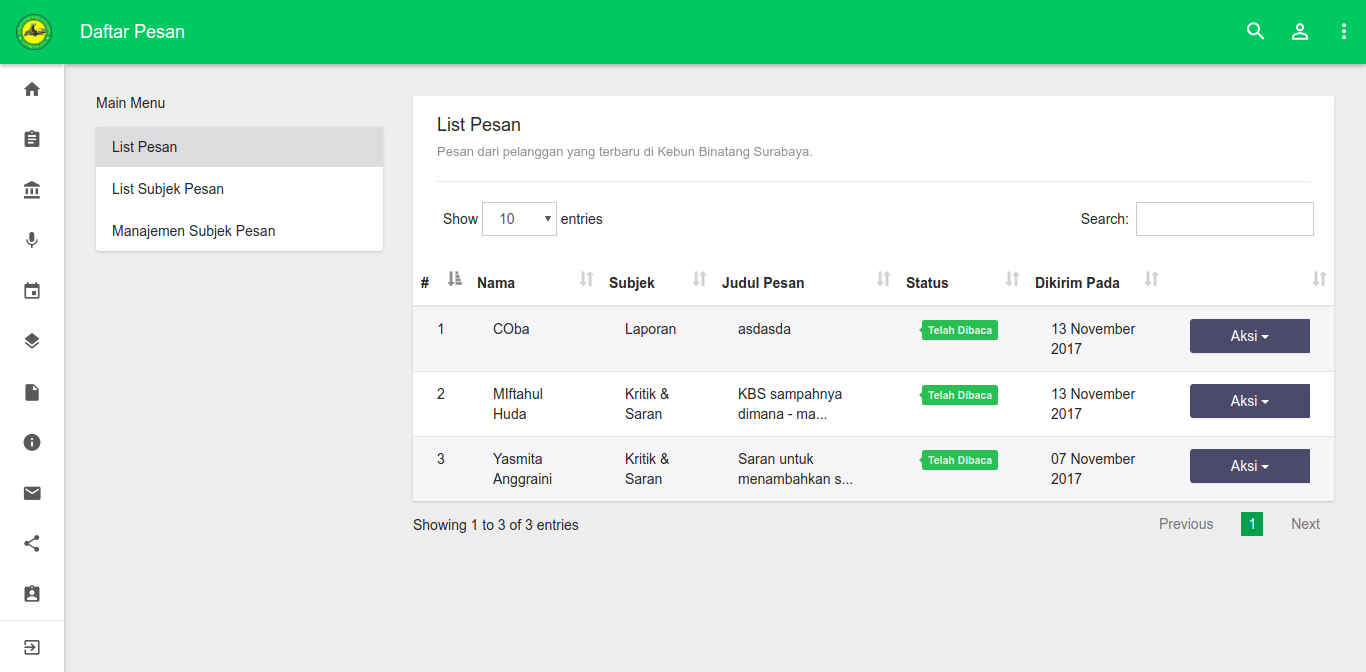 Daftar Pesan
Main Menu
List Pesan
List Subjek Pesan
Manajemen Subjek Pesan
List Pesan
Pesan dari pelanggan yang terbaru di Kebun Binatang Surabaya.
Show 10 entries
Search:
# Nama Subjek Judul Pesan Status Dikirim Pada
1 COba Laporan asdasda Telah Dibaca 13 November
2017
Aksi
2 MIftahul
Huda
Kritik &
Saran
KBS sampahnya
dimana - ma...
Telah Dibaca
13 November
2017
Aksi
3 Yasmita
Anggraini
Kritik &
Saran
Saran untuk
menambahkan s...
Telah Dibaca
07 November
2017
Aksi
Showing 1 to 3 of 3 entries
Previous 1 Next